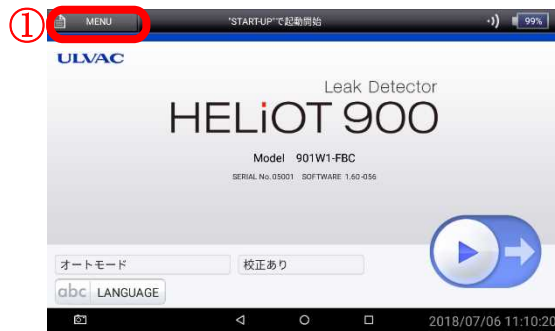 ① MENU "START-UP"で起動開始 99%
ULVAC
Leak Detector
HELiOT 900
Model 901W1-FBC
SERIAL No. 05001 SOFTWARE 1.60-056
オートモード 校正あり
abc LANGUAGE
2018/07/06 11:10:20